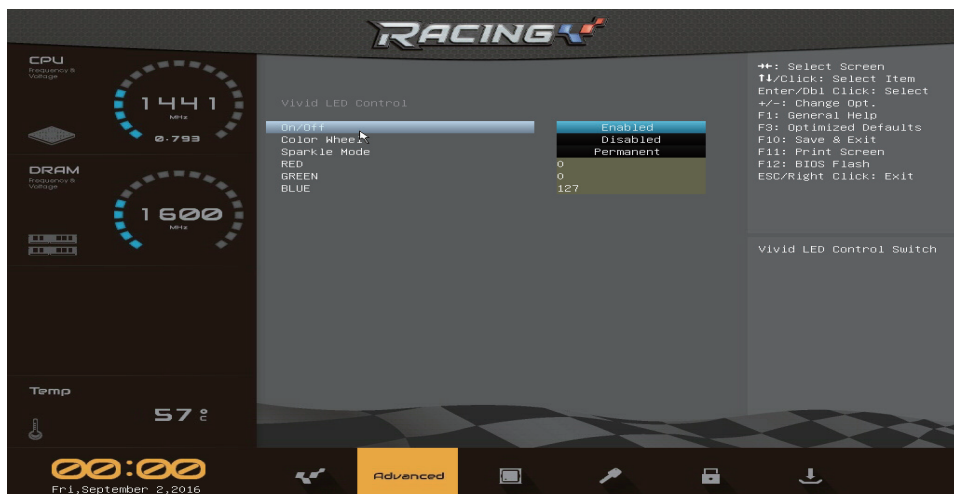 RACING
CPU
Frequency &
Voltage
1441
MHz
0.793
DRAM
Frequency &
Voltage
1600
MHz
Temp
57 °C
00:00
Fri,September 2,2016
Vivid LED Control
On/Off Enabled
Color Wheel Disabled
Sparkle Mode Permanent
RED 0
GREEN 0
BLUE 127
→←: Select Screen
↑↓/Click: Select Item
Enter/Dbl Click: Select
+/-: Change Opt.
F1: General Help
F3: Optimized Defaults
F10: Save & Exit
F11: Print Screen
F12: BIOS Flash
ESC/Right Click: Exit
Vivid LED Control Switch
Advanced